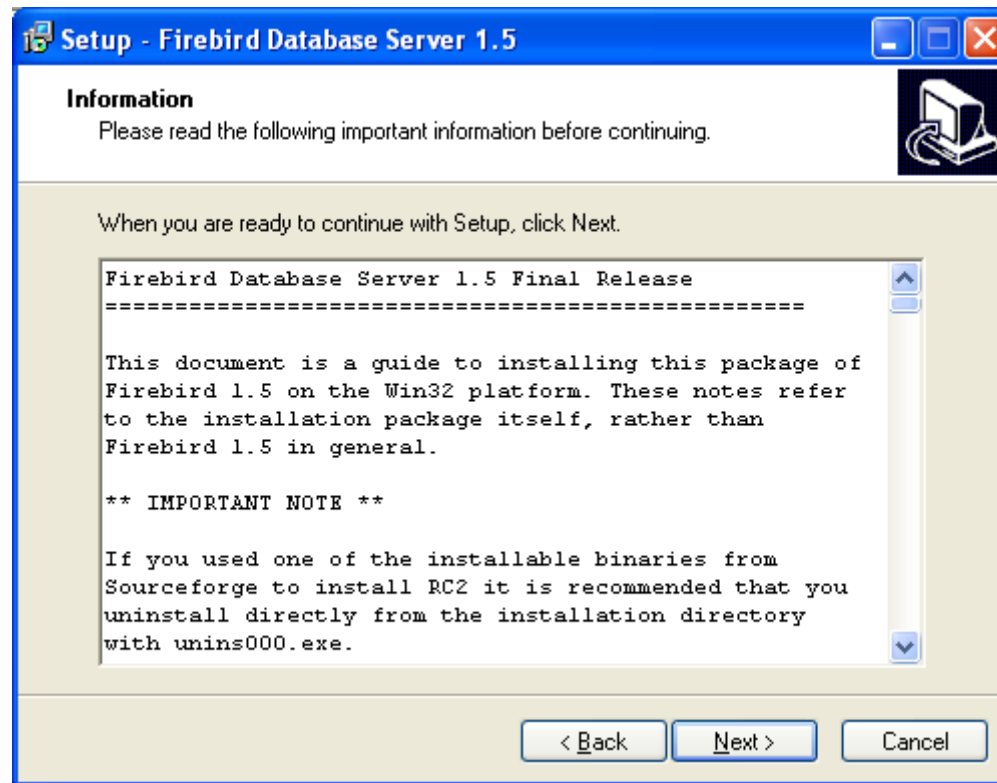 Setup - Firebird Database Server 1.5
Information
Please read the following important information before continuing.
When you are ready to continue with Setup, click Next.
Firebird Database Server 1.5 Final Release
==================================================
This document is a guide to installing this package of
Firebird 1.5 on the Win32 platform. These notes refer
to the installation package itself, rather than
Firebird 1.5 in general.
** IMPORTANT NOTE **
If you used one of the installable binaries from
Sourceforge to install RC2 it is recommended that you
uninstall directly from the installation directory
with unins000.exe.
< Back
Next >
Cancel